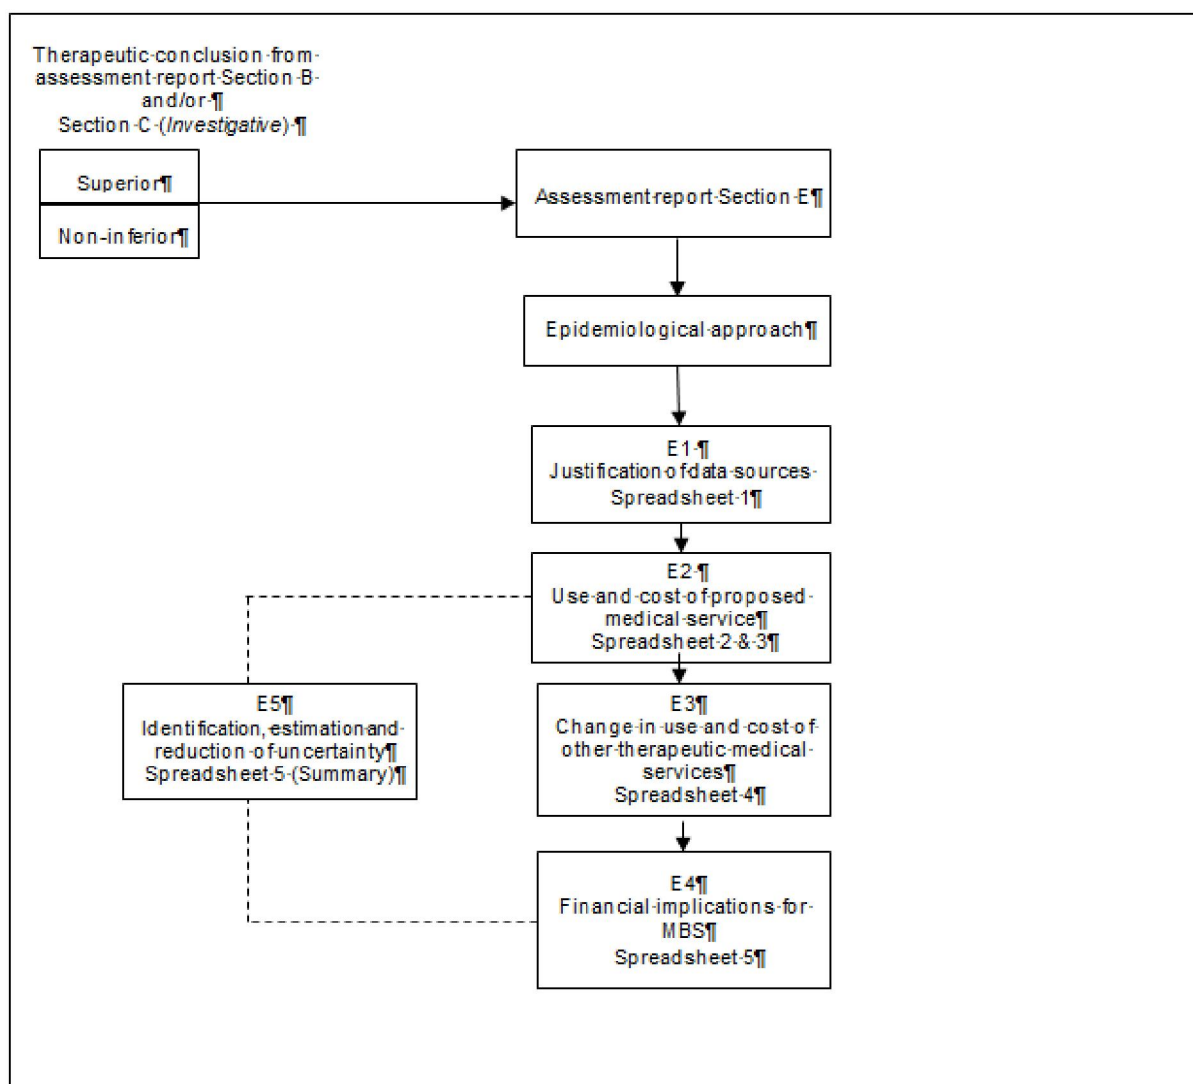 Therapeutic·conclusion·from·
assessment·report·Section·B·
and/or·¶
Section·C·(Investigative)·¶
Superior¶
Non-inferior¶
Assessment·report·Section·E¶
Epidemiological·approach¶
E1·¶
Justification·of·data·sources·
Spreadsheet·1¶
E2·¶
Use·and·cost·of·proposed·
medical·service¶
Spreadsheet·2·&·3¶
E5¶
Identification,·estimation·and·
reduction·of·uncertainty¶
Spreadsheet·5·(Summary)¶
E3¶
Change·in·use·and·cost·of·
other·therapeutic·medical·
services¶
Spreadsheet·4¶
E4¶
Financial·implications·for·
MBS¶
Spreadsheet·5¶